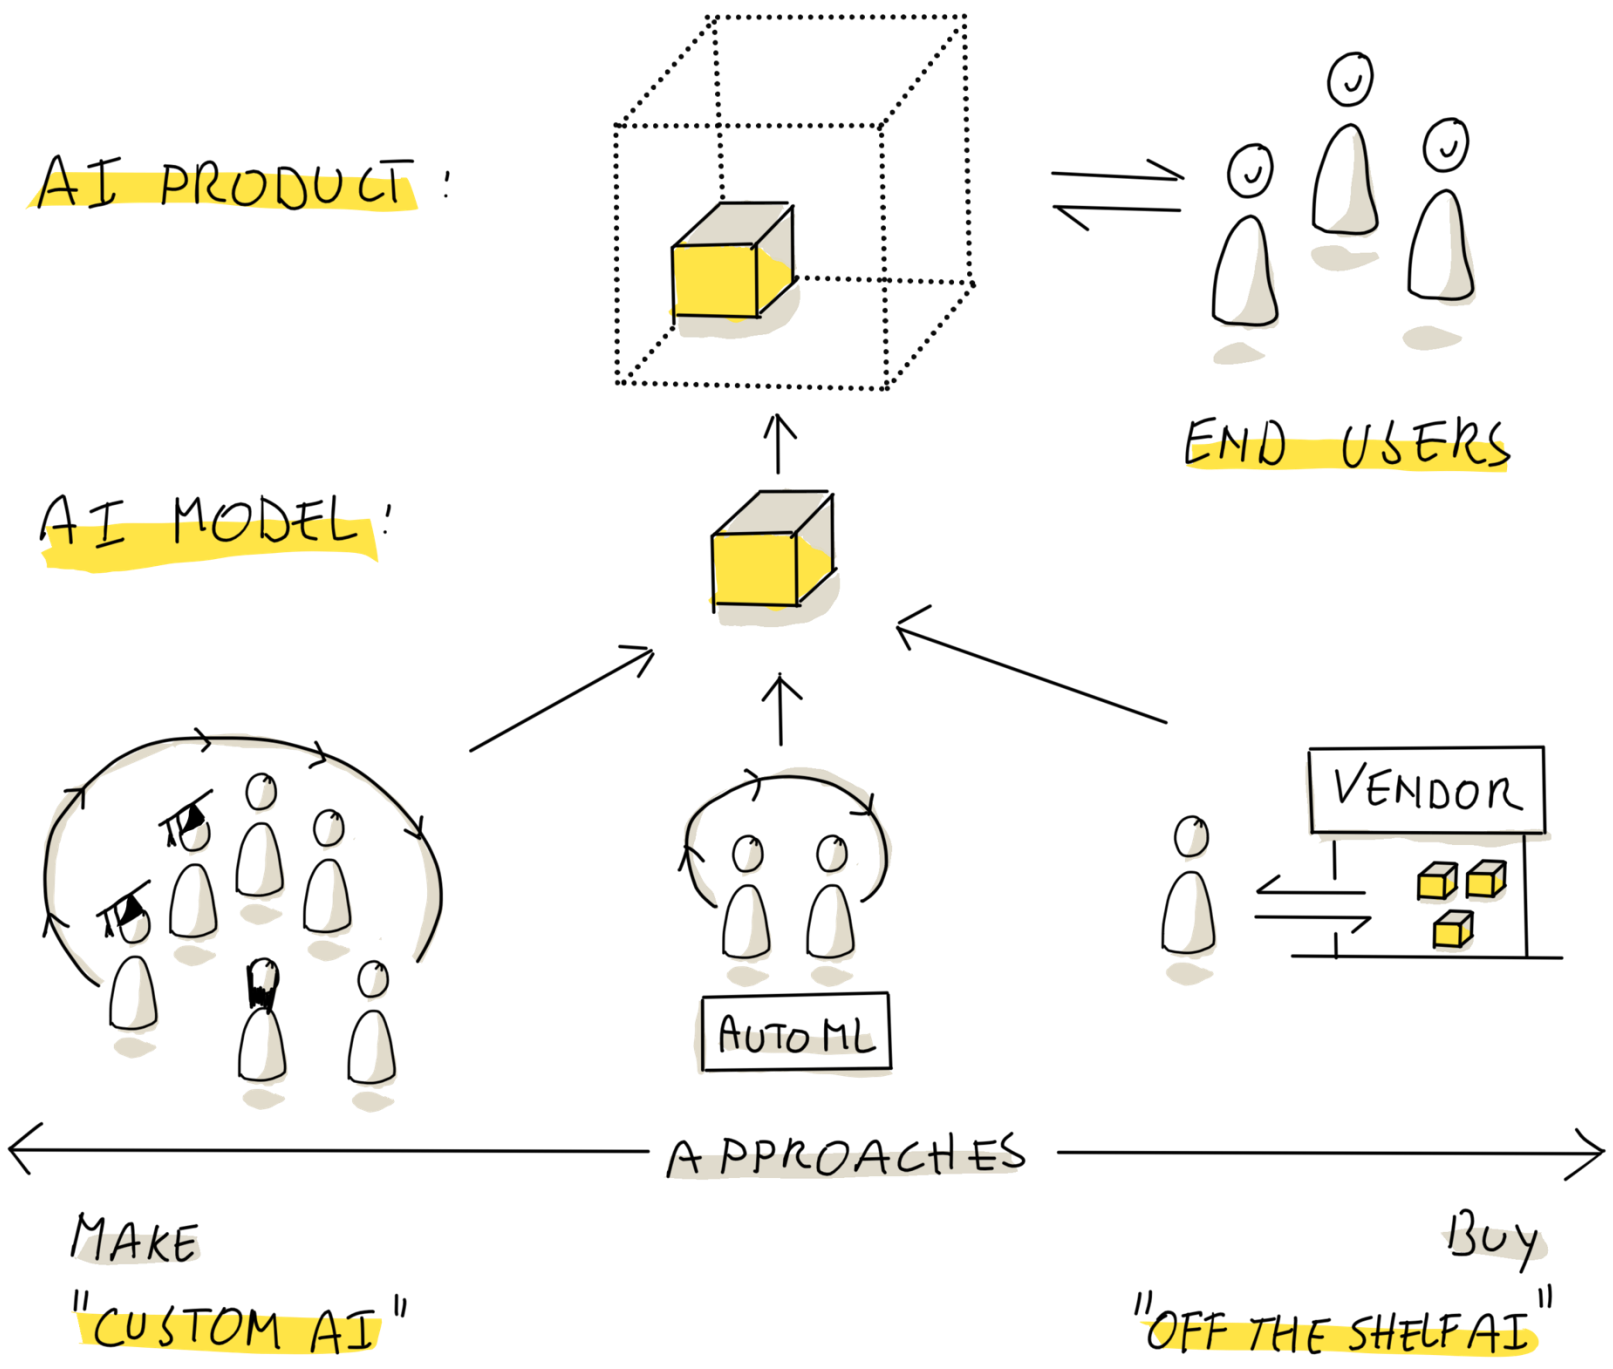 AI PRODUCT:
END USERS
AI MODEL:
VENDOR
AUTO ML
APPROACHES
MAKE
BUY
"CUSTOM AI"
"OFF THE SHELF AI"